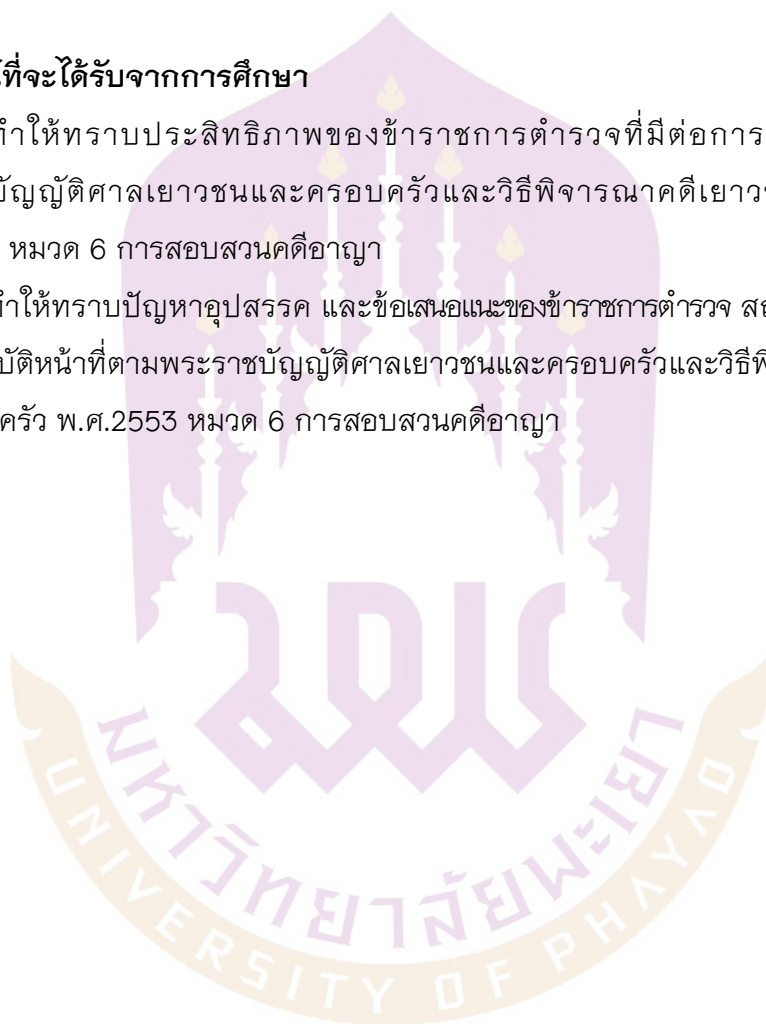 ที่จะได้รับจากการศึกษา
ทำให้ทราบประสิทธิภาพของข้าราชการตำรวจที่มีต่อการ
บัญญัติศาลเยาวชนและครอบครัวและวิธีพิจารณาคดีเยาวช
หมวด 6 การสอบสวนคดีอาญา
ทำให้ทราบปัญหาอุปสรรค และข้อเสนอแนะของข้าราชการตำรวจ สถ
บัติหน้าที่ตามพระราชบัญญัติศาลเยาวชนและครอบครัวและวิธีพิ
ครัว พ.ศ.2553 หมวด 6 การสอบสวนคดีอาญา
มหาวิทยาลัยพะเยา
UNIVERSITY OF PHAYAO